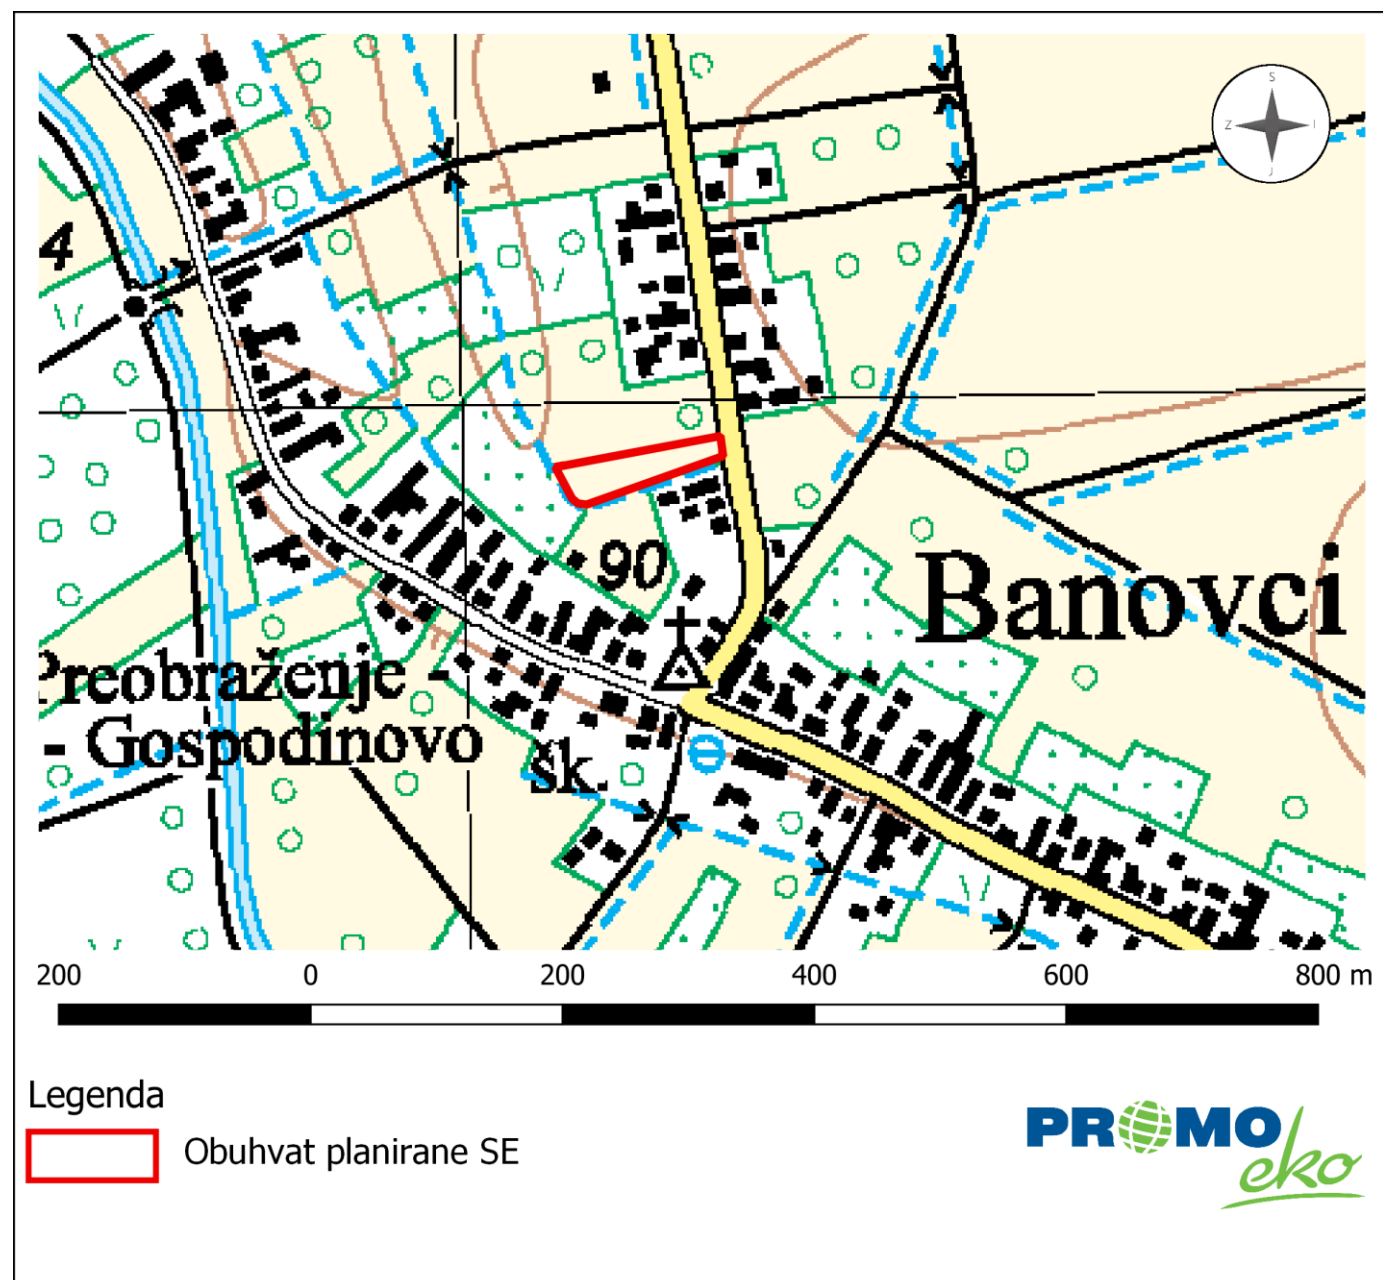 S
Z I
J
4
90
Banovci
Preobraženje -
- Gospodinovo
šk.
200 0 200 400 600 800 m
Legenda
Obuhvat planirane SE
PROMO
eko